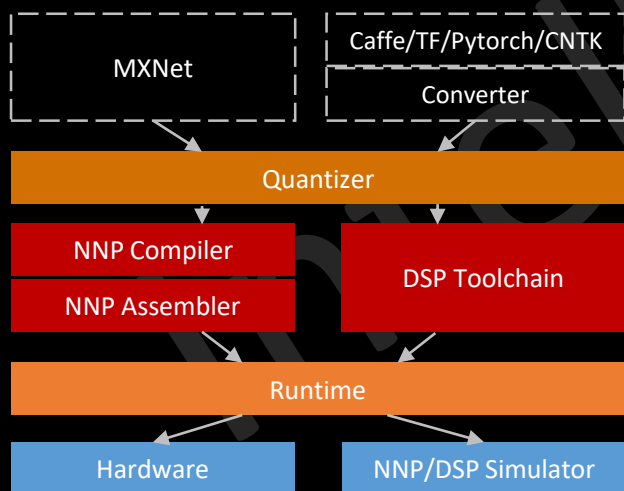 MXNet
Caffe/TF/Pytorch/CNTK
Converter
Quantizer
NNP Compiler
NNP Assembler
DSP Toolchain
Runtime
Hardware
NNP/DSP Simulator